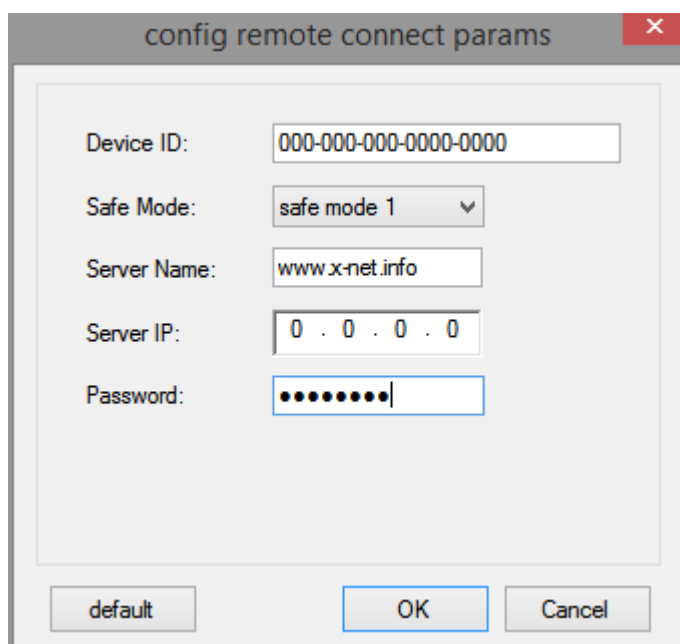 config remote connect params
Device ID: 000-000-000-0000-0000
Safe Mode: safe mode 1
Server Name: www.x-net.info
Server IP: 0 . 0 . 0 . 0
Password: ●●●●●●●●
default OK Cancel